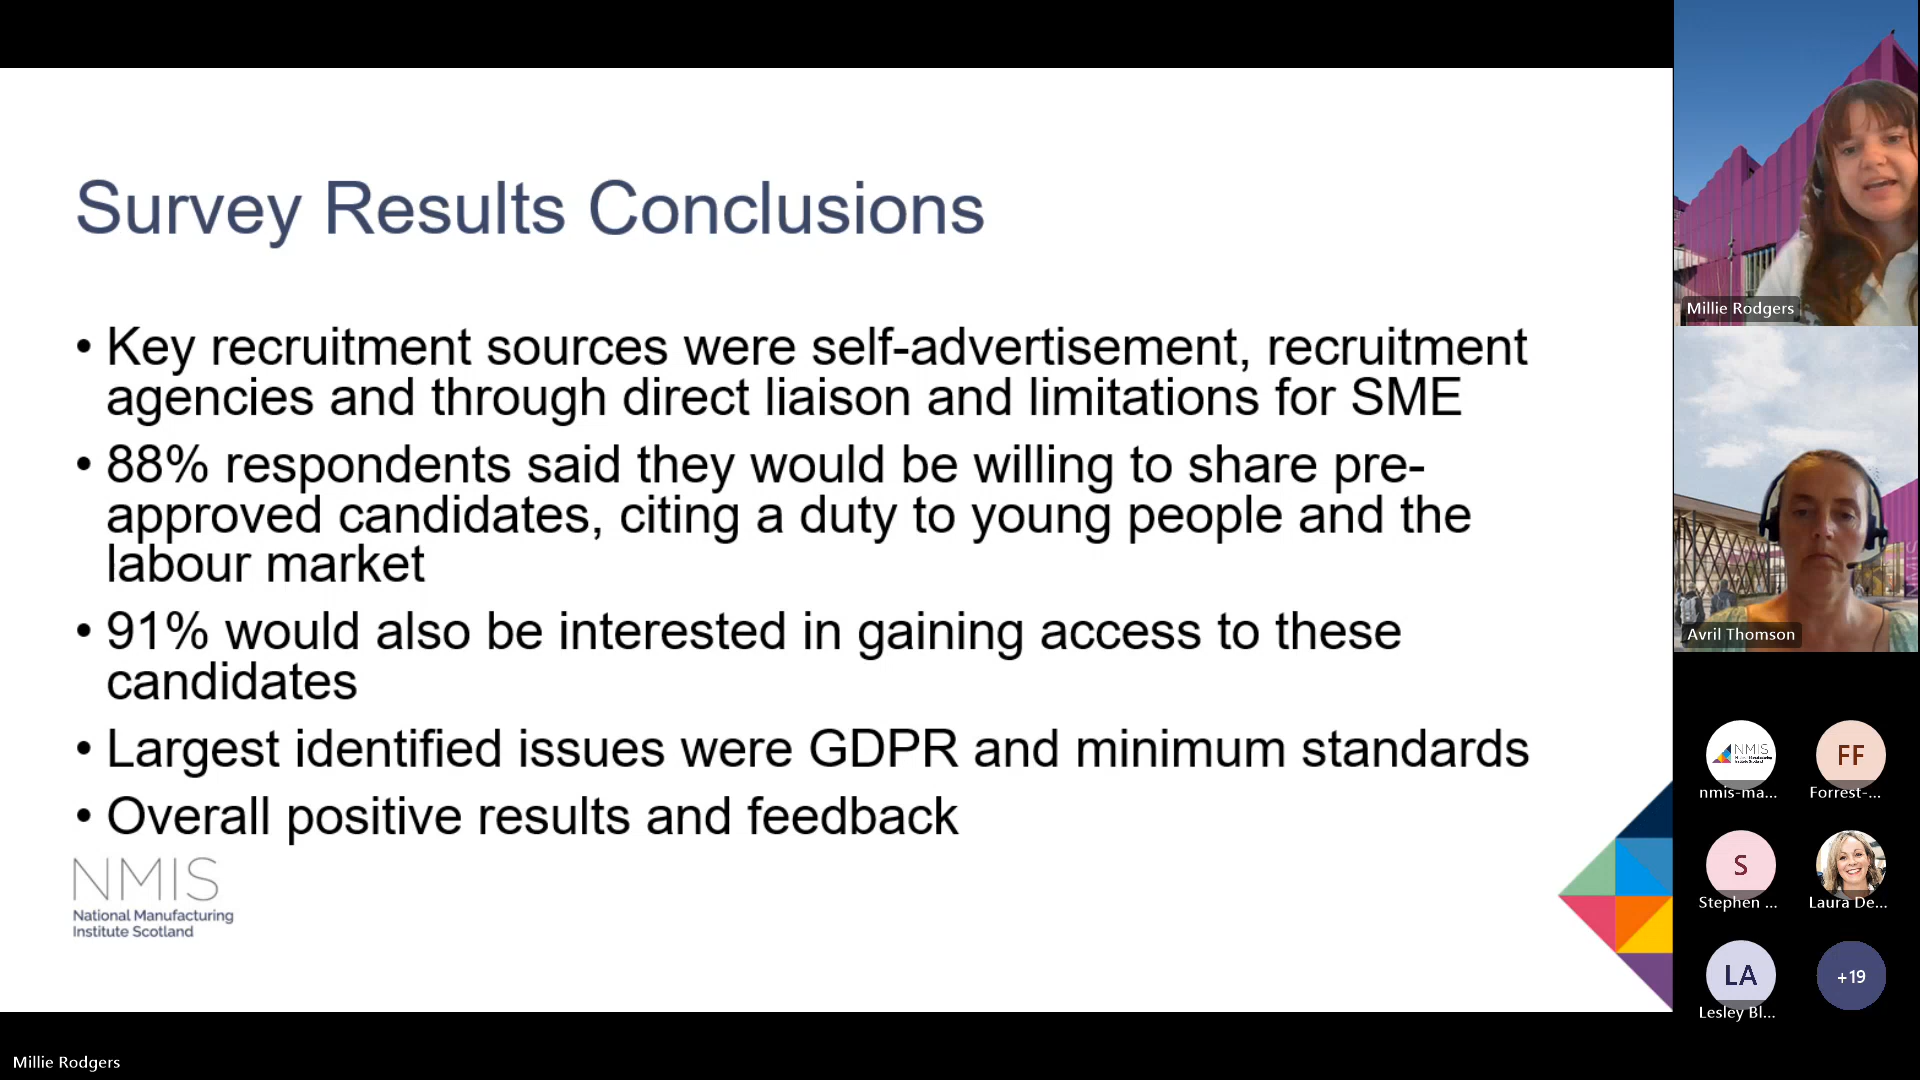 Survey Results Conclusions
• Key recruitment sources were self-advertisement, recruitment
agencies and through direct liaison and limitations for SME
• 88% respondents said they would be willing to share pre-
approved candidates, citing a duty to young people and the
labour market
• 91% would also be interested in gaining access to these
candidates
• Largest identified issues were GDPR and minimum standards
• Overall positive results and feedback
NMIS
National Manufacturing
Institute Scotland
Millie Rodgers
Avril Thomson
NMIS
nmis-ma...
FF
Forrest-...
S
Stephen ...
Laura De...
LA
Lesley Bl...
+19
Millie Rodgers